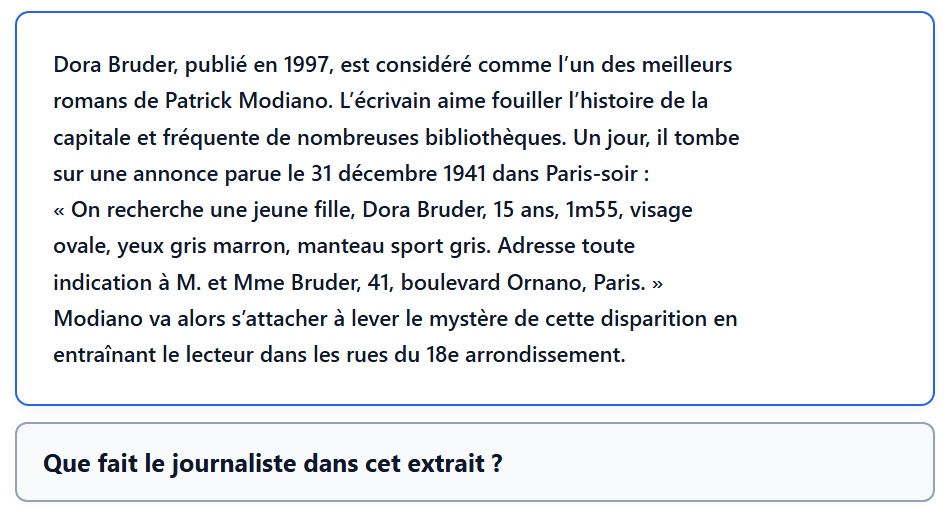 Dora Bruder, publié en 1997, est considéré comme l’un des meilleurs
romans de Patrick Modiano. L’écrivain aime fouiller l’histoire de la
capitale et fréquente de nombreuses bibliothèques. Un jour, il tombe
sur une annonce parue le 31 décembre 1941 dans Paris-soir :
« On recherche une jeune fille, Dora Bruder, 15 ans, 1m55, visage
ovale, yeux gris marron, manteau sport gris. Adresse toute
indication à M. et Mme Bruder, 41, boulevard Ornano, Paris. »
Modiano va alors s’attacher à lever le mystère de cette disparition en
entraînant le lecteur dans les rues du 18e arrondissement.
Que fait le journaliste dans cet extrait ?